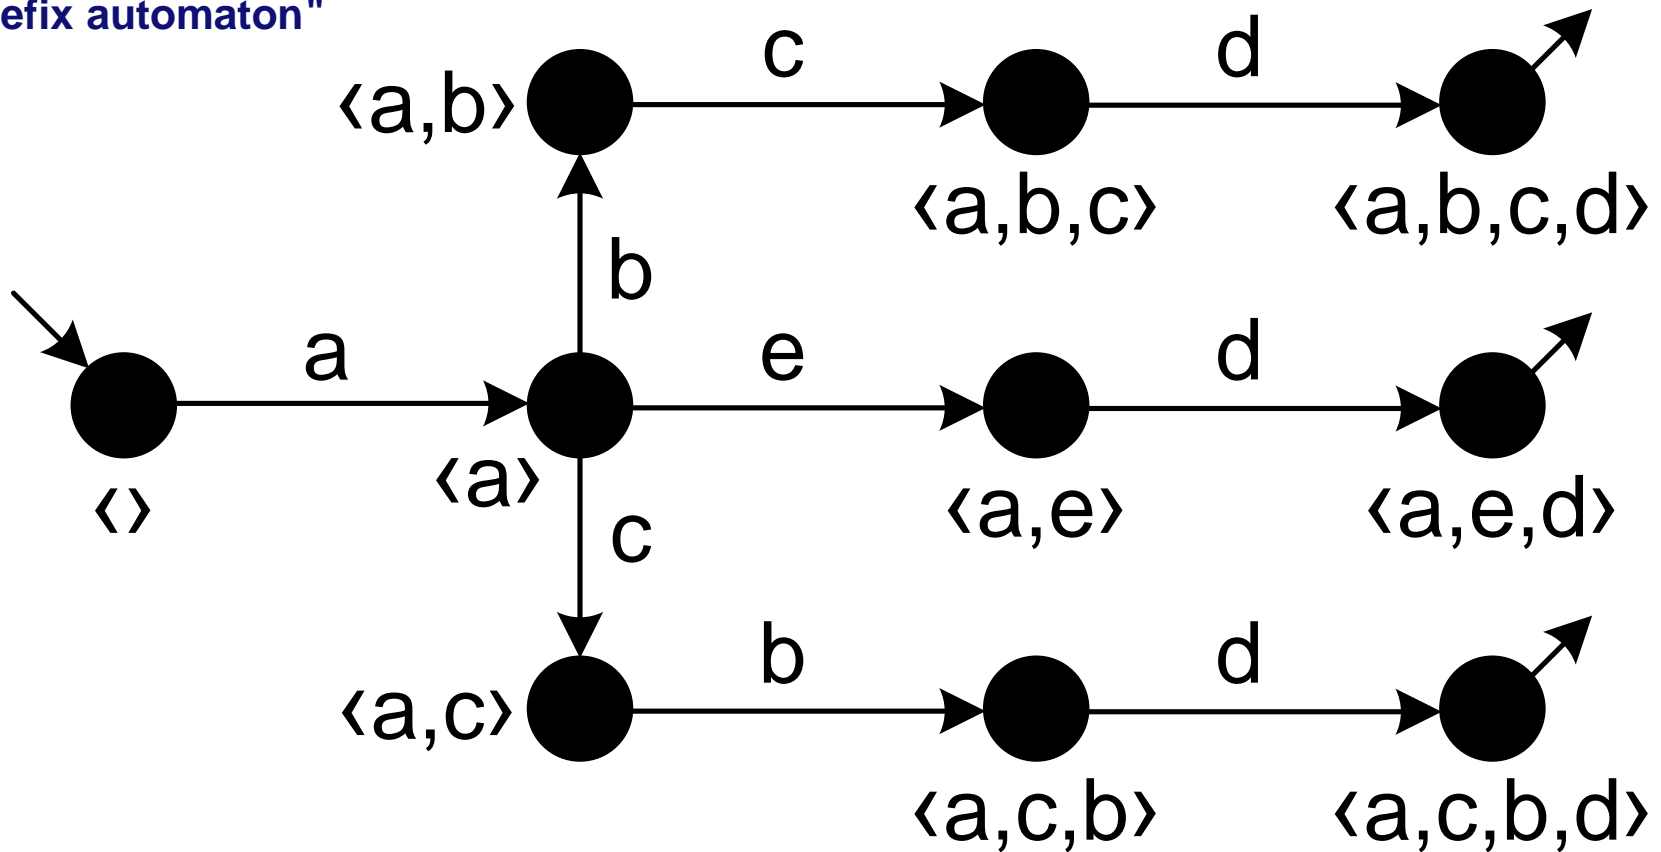 efix automaton"
c
d
‹a,b›
‹a,b,c›
‹a,b,c,d›
b
a
e
d
‹›
‹a›
‹a,e›
‹a,e,d›
c
b
d
‹a,c›
‹a,c,b›
‹a,c,b,d›